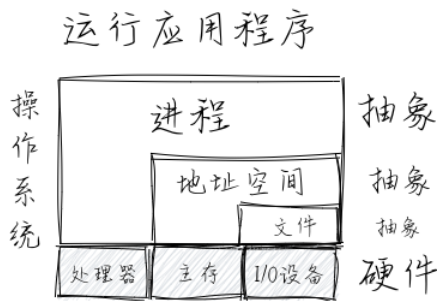 运行应用程序
操作系统
进程
抽象
地址空间
抽象
文件
抽象
处理器
主存
I/O设备
硬件